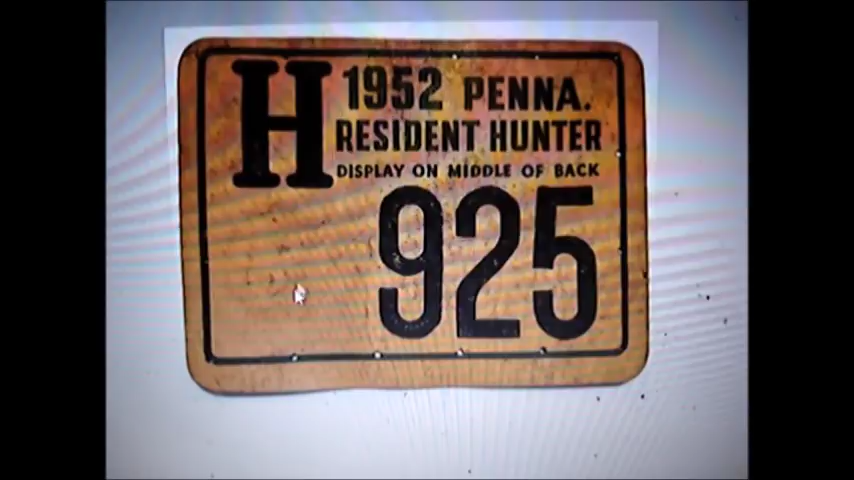 H
1952 PENNA.
RESIDENT HUNTER
DISPLAY ON MIDDLE OF BACK
925